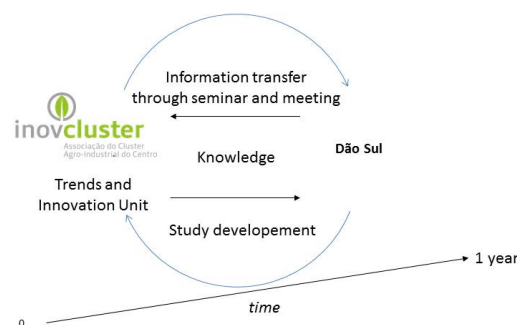 Information transfer
through seminar and meeting
inovcluster
Associação do Cluster
Agro-Industrial do Centro
Knowledge
Dão Sul
Trends and
Innovation Unit
Study developement
1 year
time
0